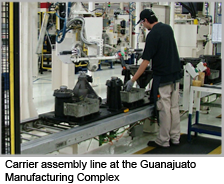 Carrier assembly line at the Guanajuato
Manufacturing Complex